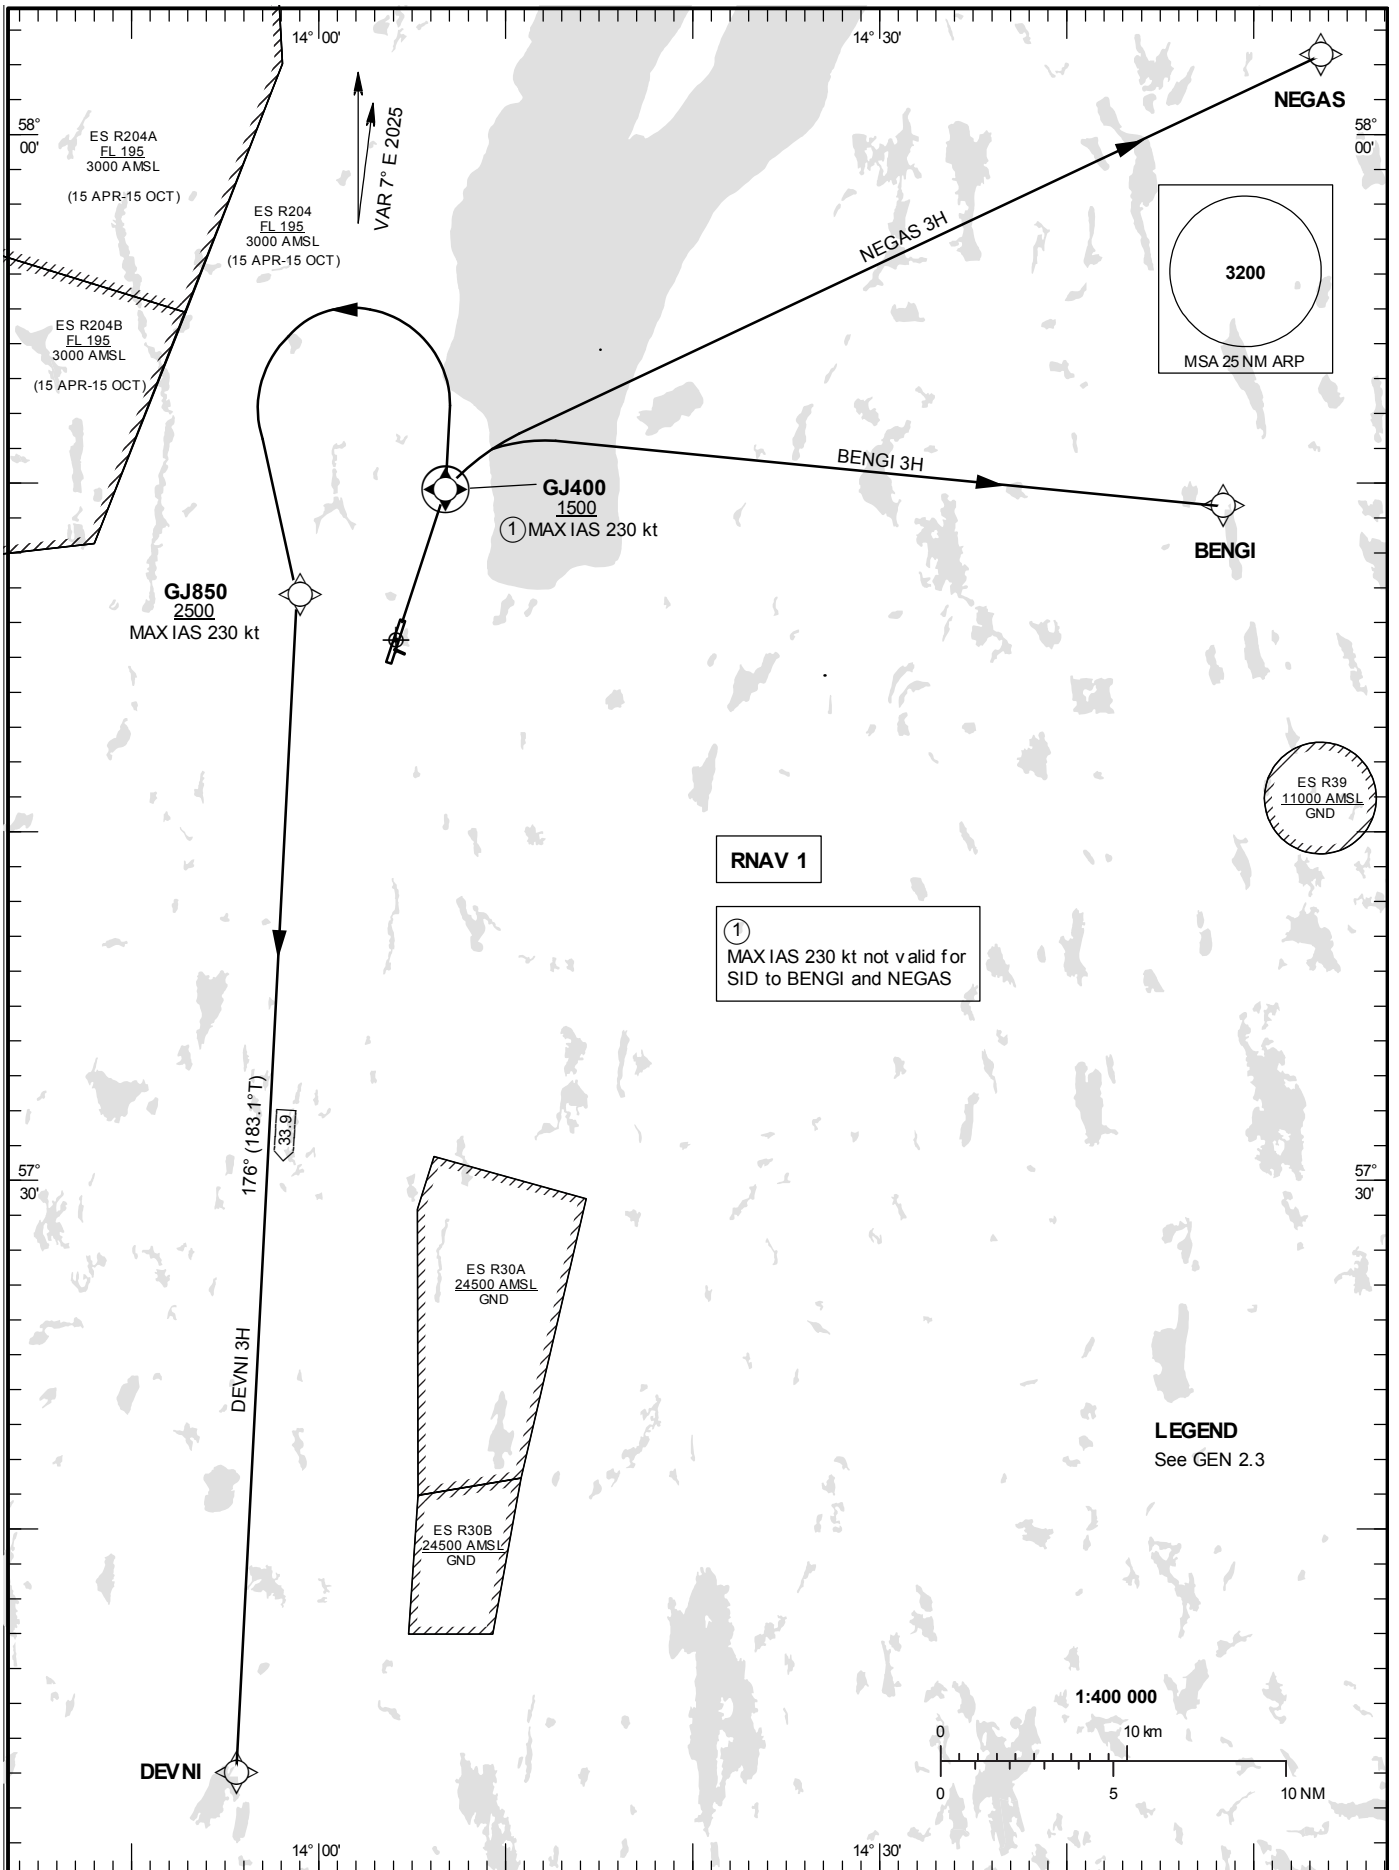 14° 00'
14° 30'
NEGAS
58°
00'
58°
00'
ES R204A
FL 195
3000 AMSL
(15 APR-15 OCT)
VAR 7° E 2025
ES R204
FL 195
3000 AMSL
(15 APR-15 OCT)
NEGAS 3H
3200
MSA 25 NM ARP
ES R204B
FL 195
3000 AMSL
(15 APR-15 OCT)
BENGI 3H
GJ400
1500
1 MAX IAS 230 kt
BENGI
GJ850
2500
MAX IAS 230 kt
ES R39
11000 AMSL
GND
RNAV 1
1
MAX IAS 230 kt not valid for
SID to BENGI and NEGAS
176° (183.1°T)
33.9
57°
30'
57°
30'
ES R30A
24500 AMSL
GND
DEVNI 3H
LEGEND
See GEN 2.3
ES R30B
24500 AMSL
GND
1:400 000
0
10 km
0
5
10 NM
DEVNI
14° 00'
14° 30'